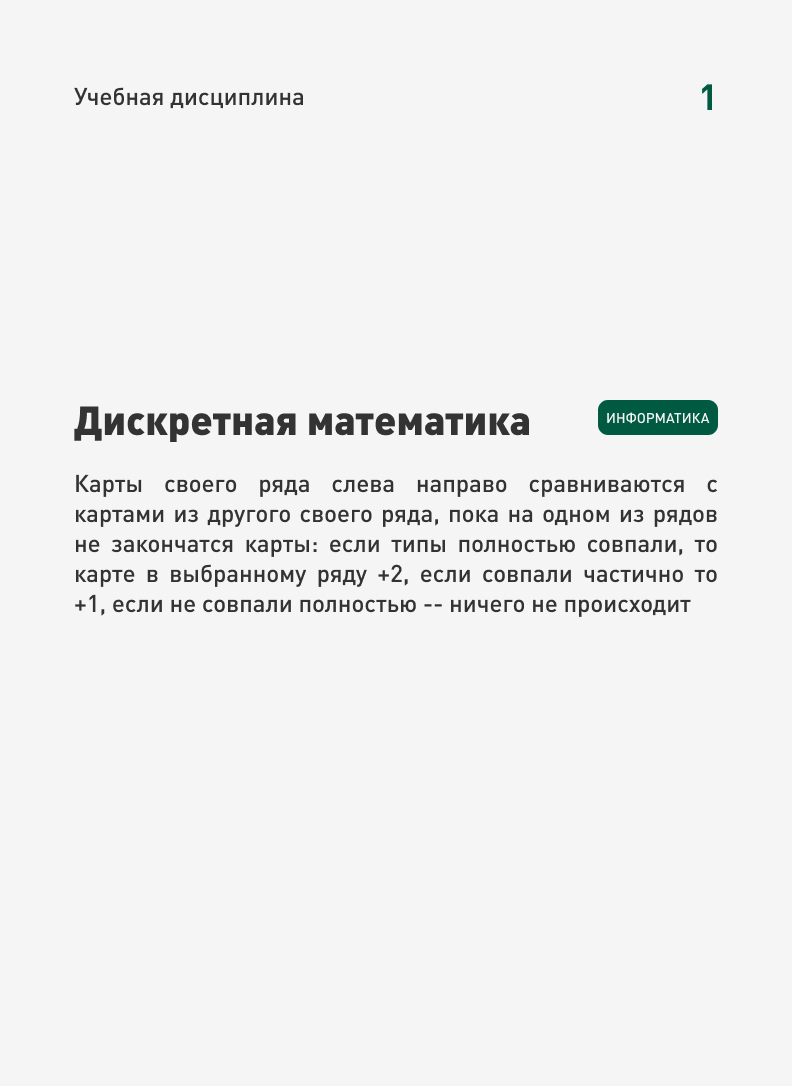 Учебная дисциплина
1
Дискретная математика
ИНФОРМАТИКА
Карты своего ряда слева направо сравниваются с
картами из другого своего ряда, пока на одном из рядов
не закончатся карты: если типы полностью совпали, то
карте в выбранному ряду +2, если совпали частично то
+1, если не совпали полностью -- ничего не происходит